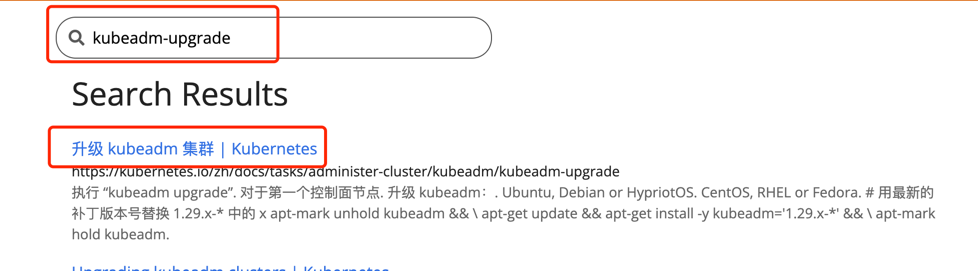 kubeadm-upgrade
Search Results
升级 kubeadm 集群 | Kubernetes
https://kubernetes.io/zh/docs/tasks/administer-cluster/kubeadm/kubeadm-upgrade
执行 “kubeadm upgrade”. 对于第一个控制面节点. 升级 kubeadm：. Ubuntu, Debian or HypriotOS. CentOS, RHEL or Fedora. # 用最新的
补丁版本号替换 1.29.x-* 中的 x apt-mark unhold kubeadm && \ apt-get update && apt-get install -y kubeadm='1.29.x-*' && \ apt-mark
hold kubeadm.
Upgrading kubeadm clusters | Kubernetes